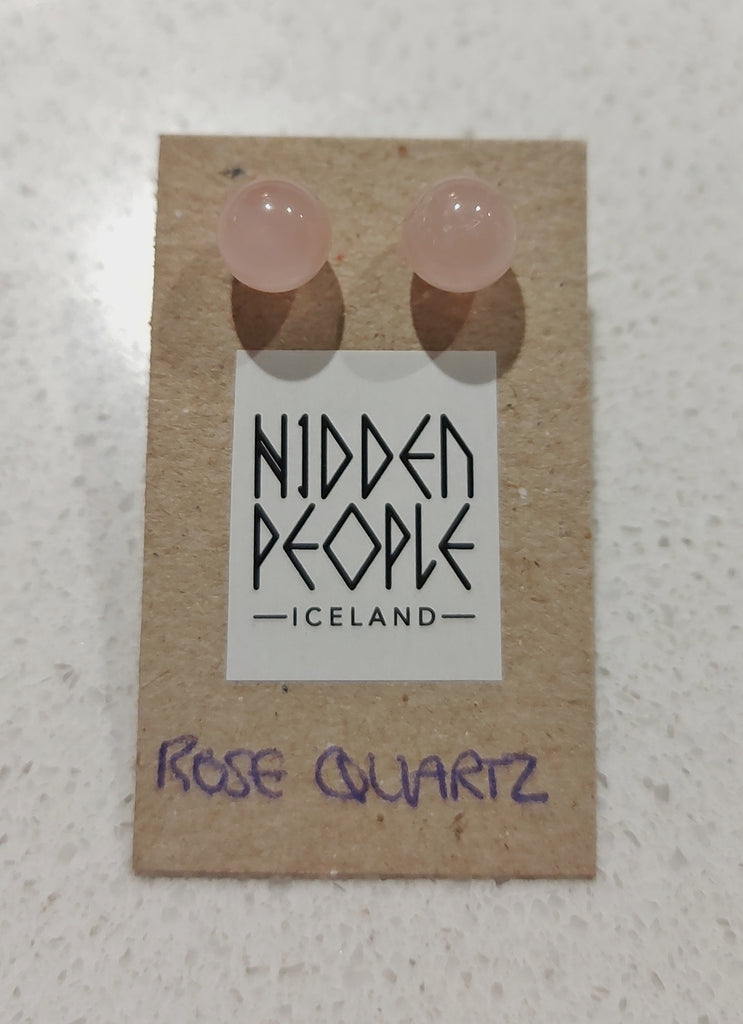 HIDDEN
PEOPLE
—ICELAND—
ROSE QUARTZ